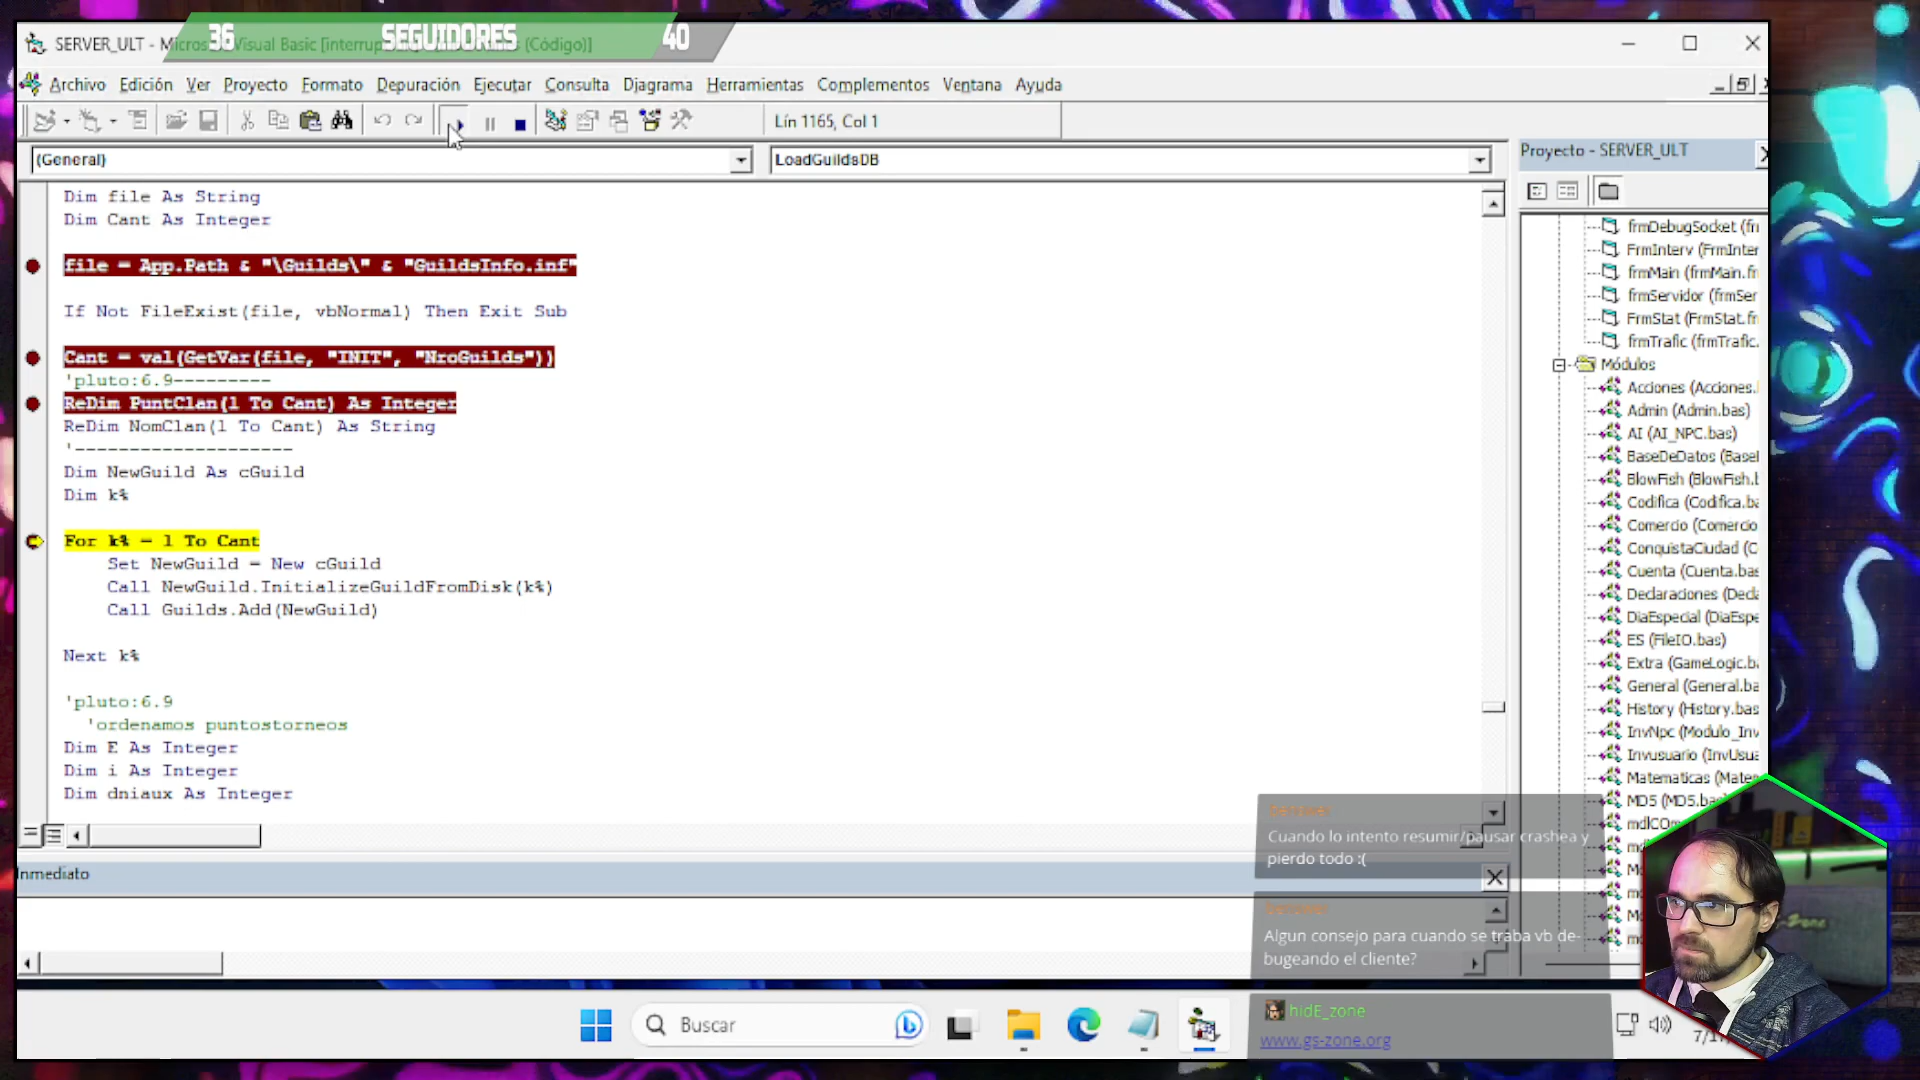 36 SEGUIDORES 40
SERVER_ULT - Micros Visual Basic [interrup (Código)]
Archivo Edición Ver Proyecto Formato Depuración Ejecutar Consulta Diagrama Herramientas Complementos Ventana Ayuda
Lín 1165, Col 1
(General)
LoadGuildsDB
Dim file As String
Dim Cant As Integer
file = App.Path & "\Guilds\" & "GuildsInfo.inf"
If Not FileExist(file, vbNormal) Then Exit Sub
Cant = val(GetVar(file, "INIT", "NroGuilds"))
'pluto:6.9---------
ReDim PuntClan(1 To Cant) As Integer
ReDim NomClan(1 To Cant) As String
'--------------------
Dim NewGuild As cGuild
Dim k%
For k% = 1 To Cant
Set NewGuild = New cGuild
Call NewGuild.InitializeGuildFromDisk(k%)
Call Guilds.Add(NewGuild)
Next k%
'pluto:6.9
'ordenamos puntostorneos
Dim E As Integer
Dim i As Integer
Dim dniaux As Integer
Inmediato
Proyecto - SERVER_ULT
frmDebugSocket (fr
FrmInterv (FrmInter
frmMain (frmMain.fr
frmServidor (frmSer
FrmStat (FrmStat.fr
frmTrafic (frmTrafic.
Módulos
Acciones (Acciones.
Admin (Admin.bas)
AI (AI_NPC.bas)
BaseDeDatos (Basel
BlowFish (BlowFish.b
Codifica (Codifica.ba
Comercio (Comercio
ConquistaCiudad (C
Cuenta (Cuenta.bas
Declaraciones (Decla
DiaEspecial (DiaEspe
ES (FileIO.bas)
Extra (GameLogic.ba
General (General.ba
History (History.bas
InvNpc (Modulo_Inv
Invusuario (InvUsua
Matematicas (Mater
MD5 (MD5.bas
mdlCOm
Cuando lo intento resumir/pausar crashea y
pierdo todo :(
Algun consejo para cuando se traba vb de-
bugeando el cliente?
hidE_zone
www.gs-zone.org
Buscar